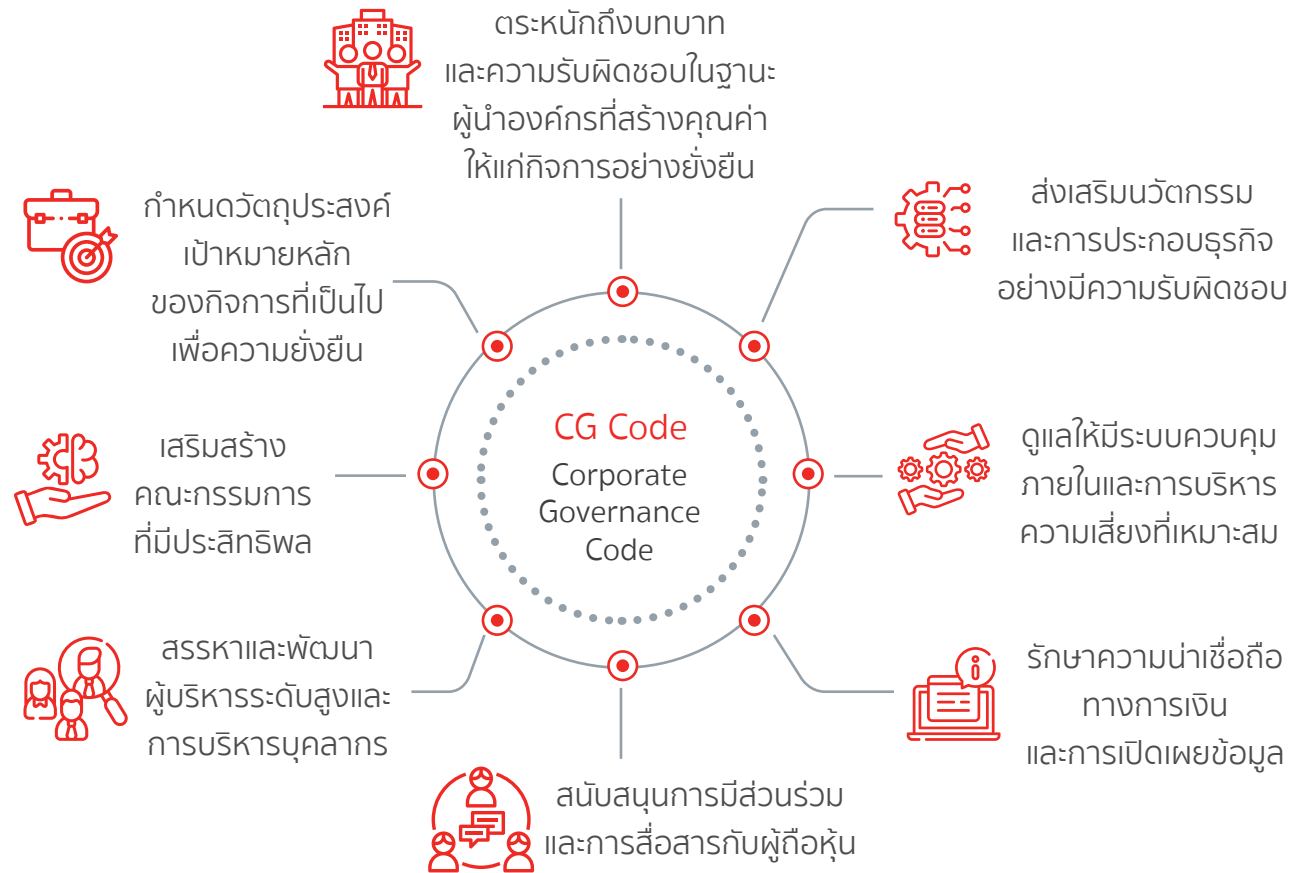 ตระหนักถึงบทบาท
และความรับผิดชอบในฐานะ
ผู้นำองค์กรที่สร้างคุณค่า
ให้แก่กิจการอย่างยั่งยืน
กำหนดวัตถุประสงค์
เป้าหมายหลัก
ของกิจการที่เป็นไป
เพื่อความยั่งยืน
ส่งเสริมนวัตกรรม
และการประกอบธุรกิจ
อย่างมีความรับผิดชอบ
เสริมสร้าง
คณะกรรมการ
ที่มีประสิทธิพล
CG Code
Corporate
Governance
Code
ดูแลให้มีระบบควบคุม
ภายในและการบริหาร
ความเสี่ยงที่เหมาะสม
สรรหาและพัฒนา
ผู้บริหารระดับสูงและ
การบริหารบุคลากร
รักษาความน่าเชื่อถือ
ทางการเงิน
และการเปิดเผยข้อมูล
สนับสนุนการมีส่วนร่วม
และการสื่อสารกับผู้ถือหุ้น